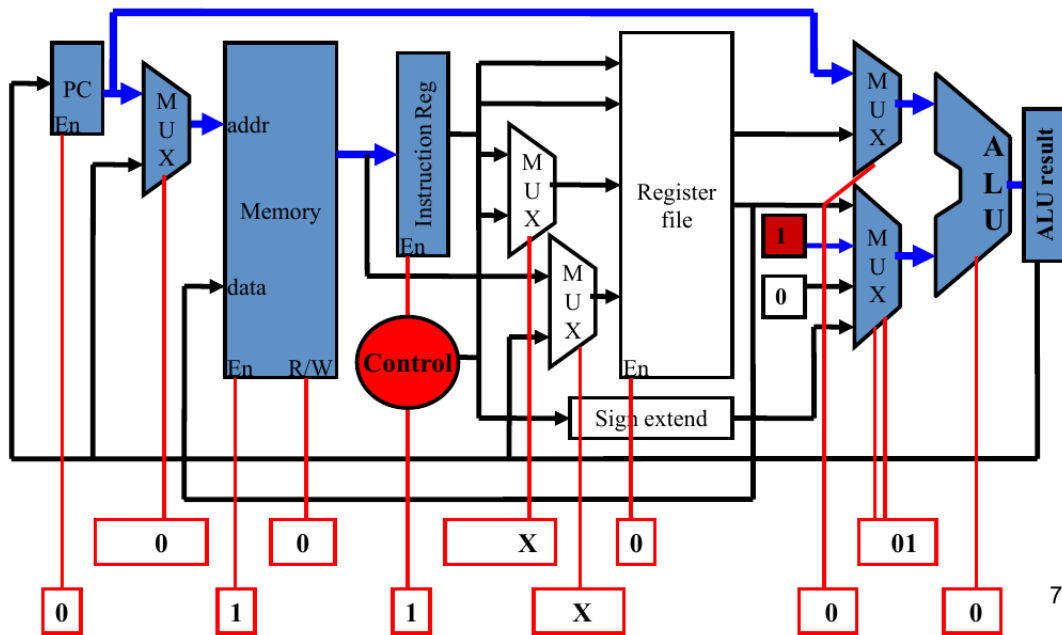 PC
En
M
U
X
addr
Memory
data
En
R/W
Instruction Reg
En
Control
M
U
X
M
U
X
Register
file
En
Sign extend
1
0
M
U
X
M
U
X
A
L
U
ALU result
0
0
X
0
01
0
1
1
X
0
0
7